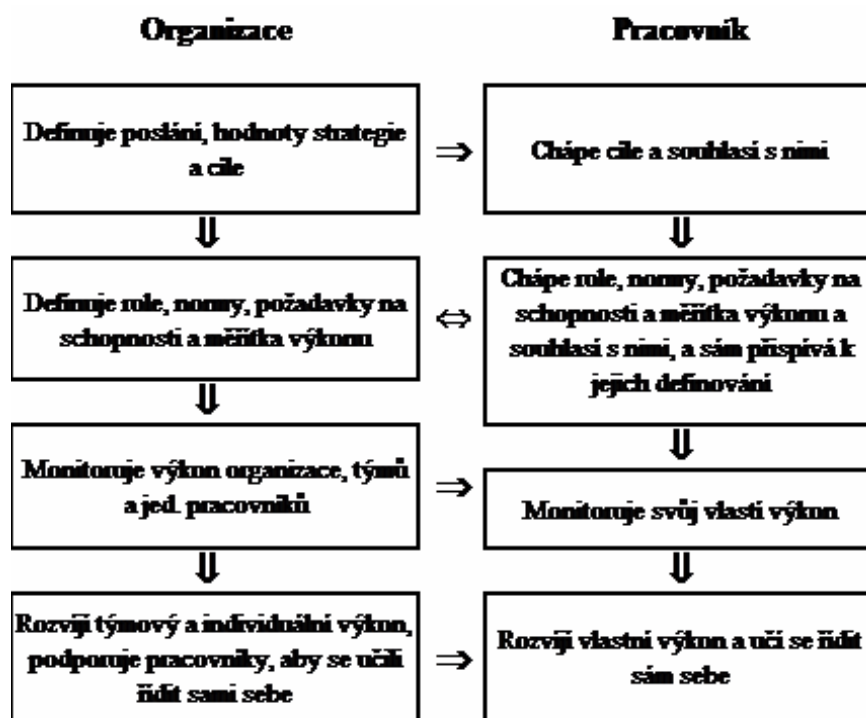 Organizace
Pracovník
Definuje poslání, hodnoty strategie
a cíle
⇒
Chápe cíle a souhlasí s nimi
⇓
⇓
Definuje role, normy, požadavky na
schopnosti a měřítka výkonu
⇔
Chápe role, normy, požadavky na
schopnosti a měřítka výkonu a
souhlasí s nimi, a sám přispívá k
jejich definování
⇓
⇓
Monitoruje výkon organizace, týmů
a jed. pracovníků
⇒
Monitoruje svůj vlastí výkon
⇓
⇓
Rozvíjí týmový a individuální výkon,
podporuje pracovníky, aby se učili
řídit sami sebe
⇒
Rozvíjí vlastní výkon a učí se řídit
sám sebe